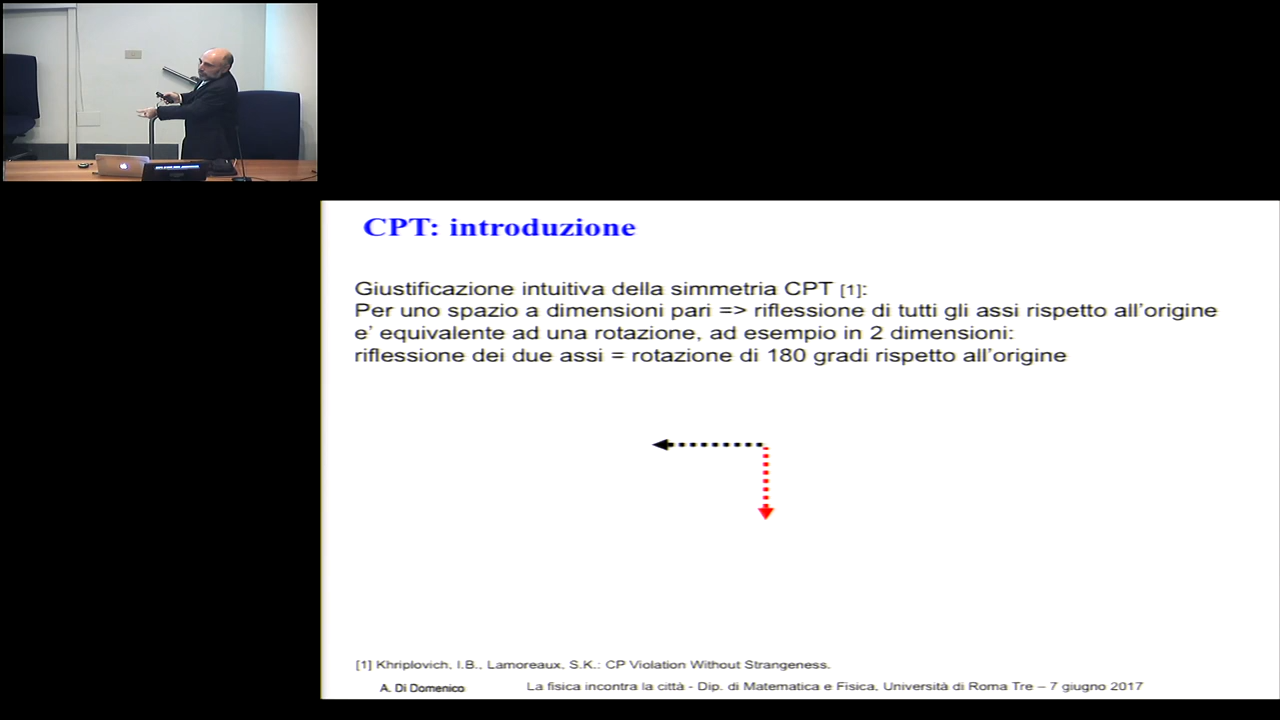 CPT: introduzione
Giustificazione intuitiva della simmetria CPT [1]:
Per uno spazio a dimensioni pari => riflessione di tutti gli assi rispetto all'origine
e' equivalente ad una rotazione, ad esempio in 2 dimensioni:
riflessione dei due assi = rotazione di 180 gradi rispetto all'origine
[1] Khriplovich, I.B., Lamoreaux, S.K.: CP Violation Without Strangeness.
A. Di Domenico
La fisica incontra la città - Dip. di Matematica e Fisica, Università di Roma Tre – 7 giugno 2017